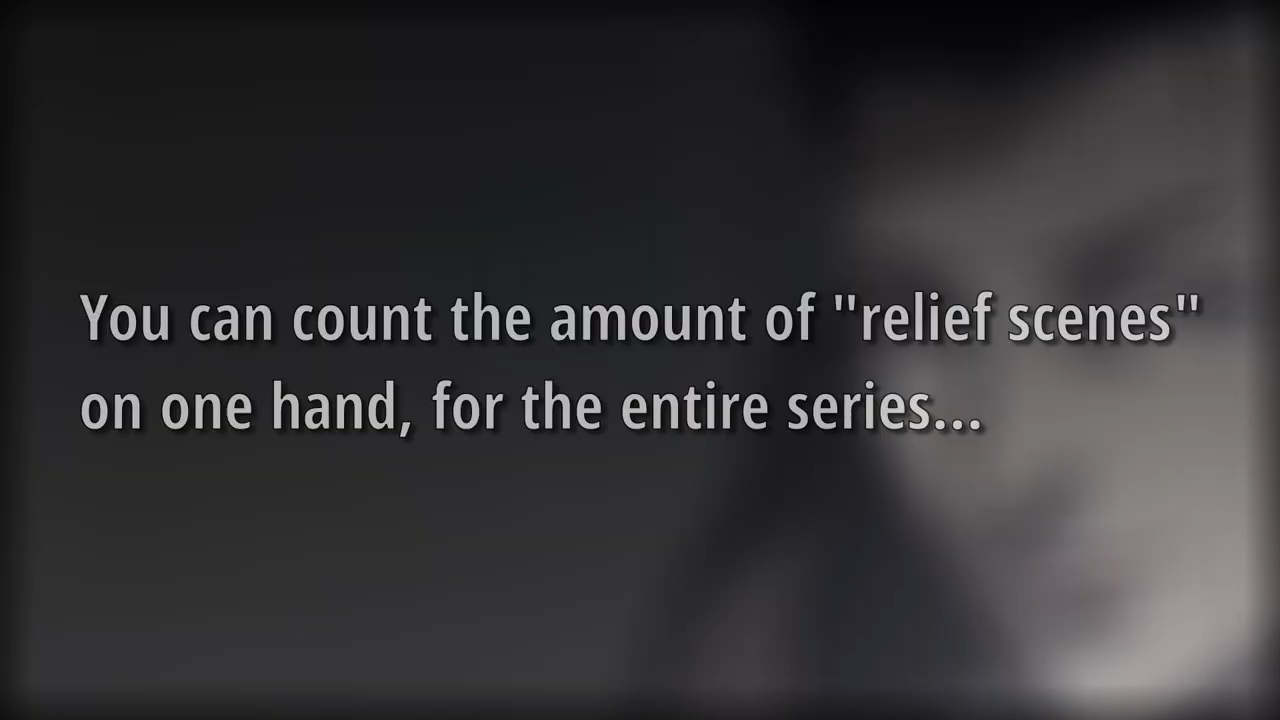 You can count the amount of "relief scenes"
on one hand, for the entire series...